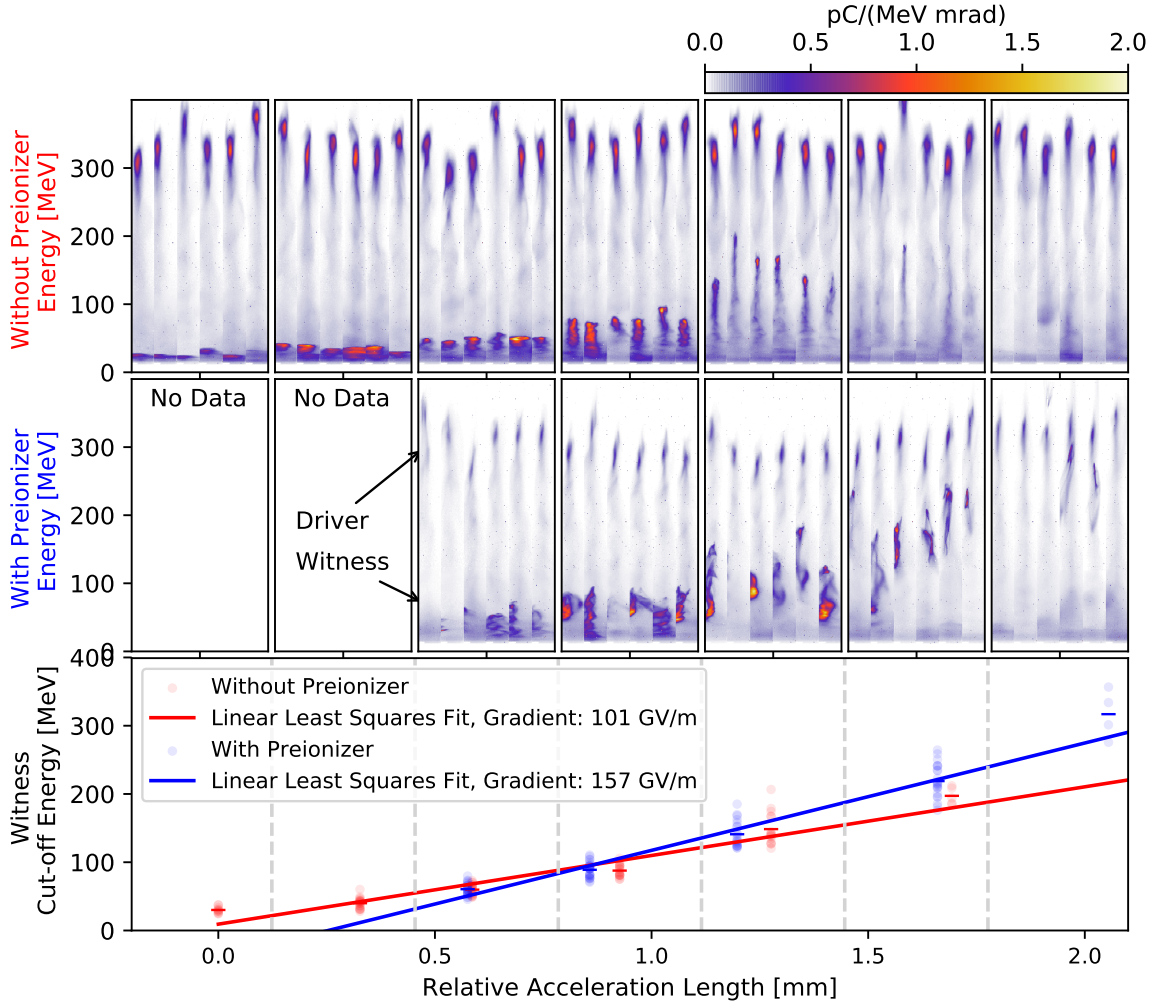 pC/(MeV mrad)
0.0 0.5 1.0 1.5 2.0
Without Preionizer
Energy [MeV]
300
200
100
0
With Preionizer
Energy [MeV]
300
200
100
0
No Data
No Data
Driver
Witness
Witness
Cut-off Energy [MeV]
400
300
200
100
0
Without Preionizer
Linear Least Squares Fit, Gradient: 101 GV/m
With Preionizer
Linear Least Squares Fit, Gradient: 157 GV/m
0.0 0.5 1.0 1.5 2.0
Relative Acceleration Length [mm]